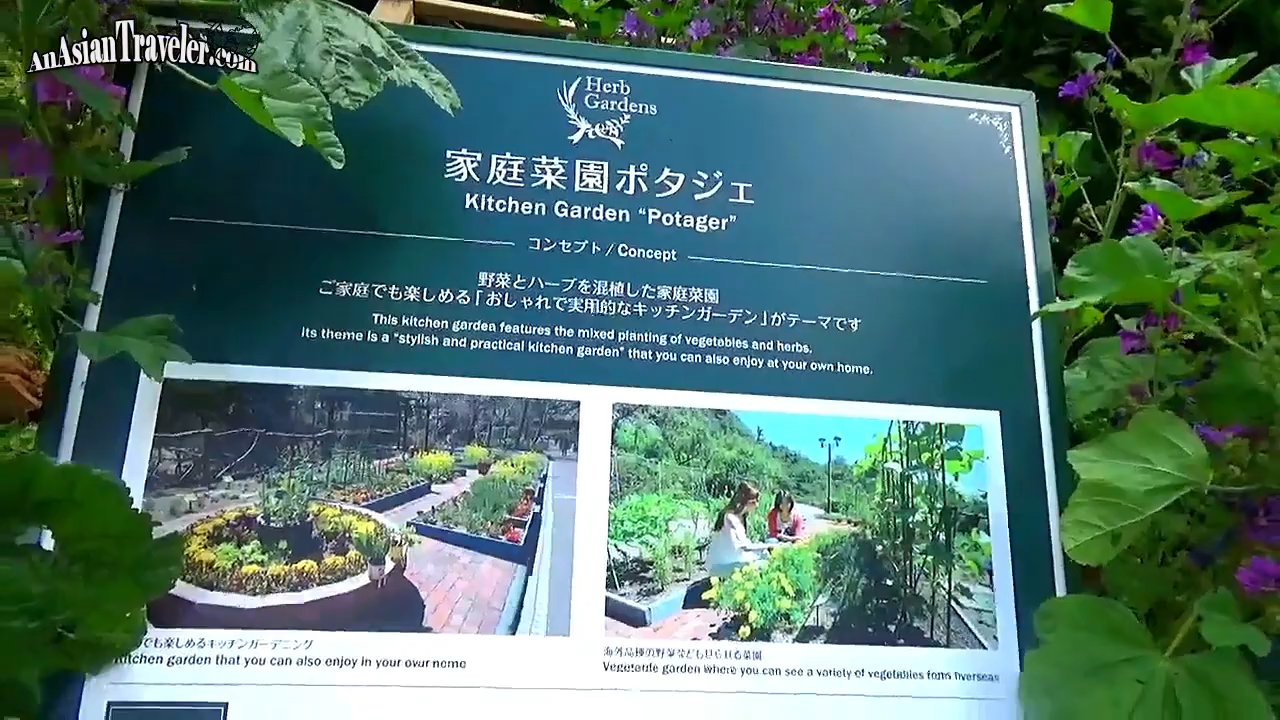 AnAsianTraveler.com
Herb
Gardens
家庭菜園ポタジェ
Kitchen Garden “Potager”
コンセプト / Concept
野菜とハーブを混植した家庭菜園
ご家庭でも楽しめる「おしゃれで実用的なキッチンガーデン」がテーマです
This kitchen garden features the mixed planting of vegetables and herbs.
Its theme is a “stylish and practical kitchen garden” that you can also enjoy at your own home.
でも楽しめるキッチンガーデニング
Kitchen garden that you can also enjoy in your own home
海外品種の野菜なども見られる菜園
Vegetable garden where you can see a variety of vegetables form overseas